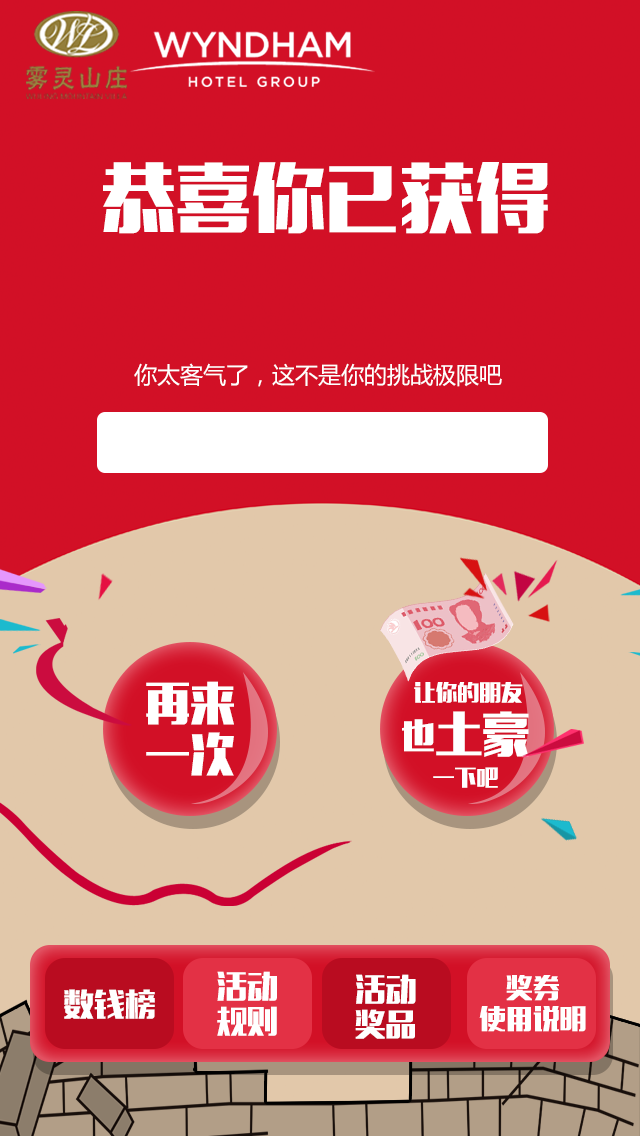 WL
雾灵山庄
WYNDHAM
HOTEL GROUP
恭喜你已获得
你太客气了，这不是你的挑战极限吧
100
再来
一次
让你的朋友
也土豪
一下吧
数钱榜
活动
规则
活动
奖品
奖券
使用说明